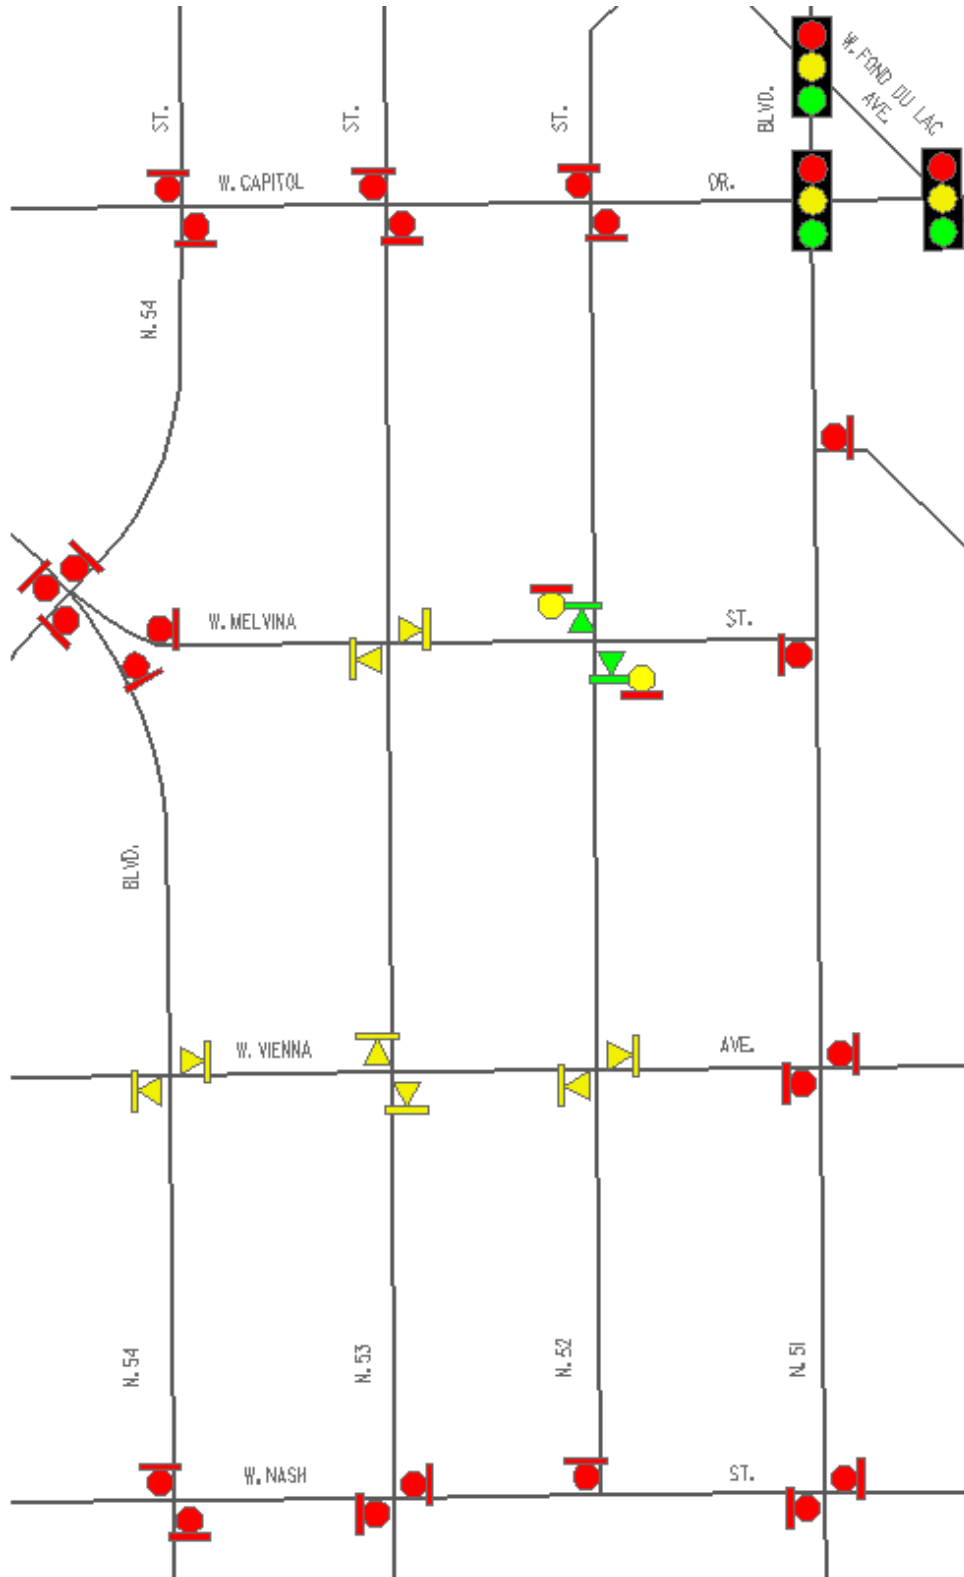 W. FOND DU LAC
AVE.
ST.
ST.
ST.
BLVD.
W. CAPITOL
DR.
N. 54
W. MELVINA
ST.
BLVD.
W. VIENNA
AVE.
N. 54
N. 53
N. 52
N. 51
W. NASH
ST.